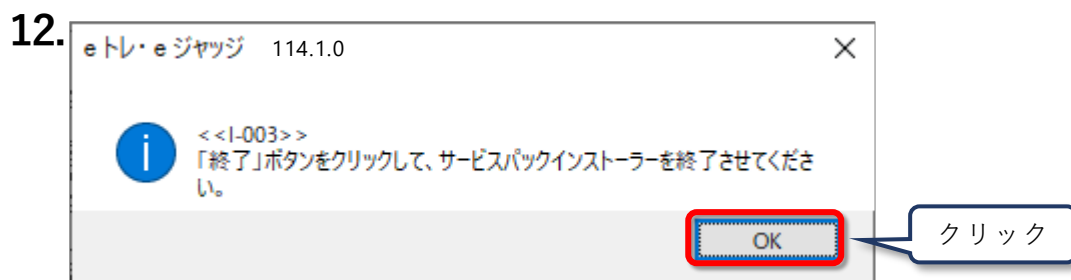 12.
eトレ・eジャッジ 114.1.0
<<I-003>>
「終了」ボタンをクリックして、サービスパックインストーラーを終了させてくださ
い。
OK
クリック